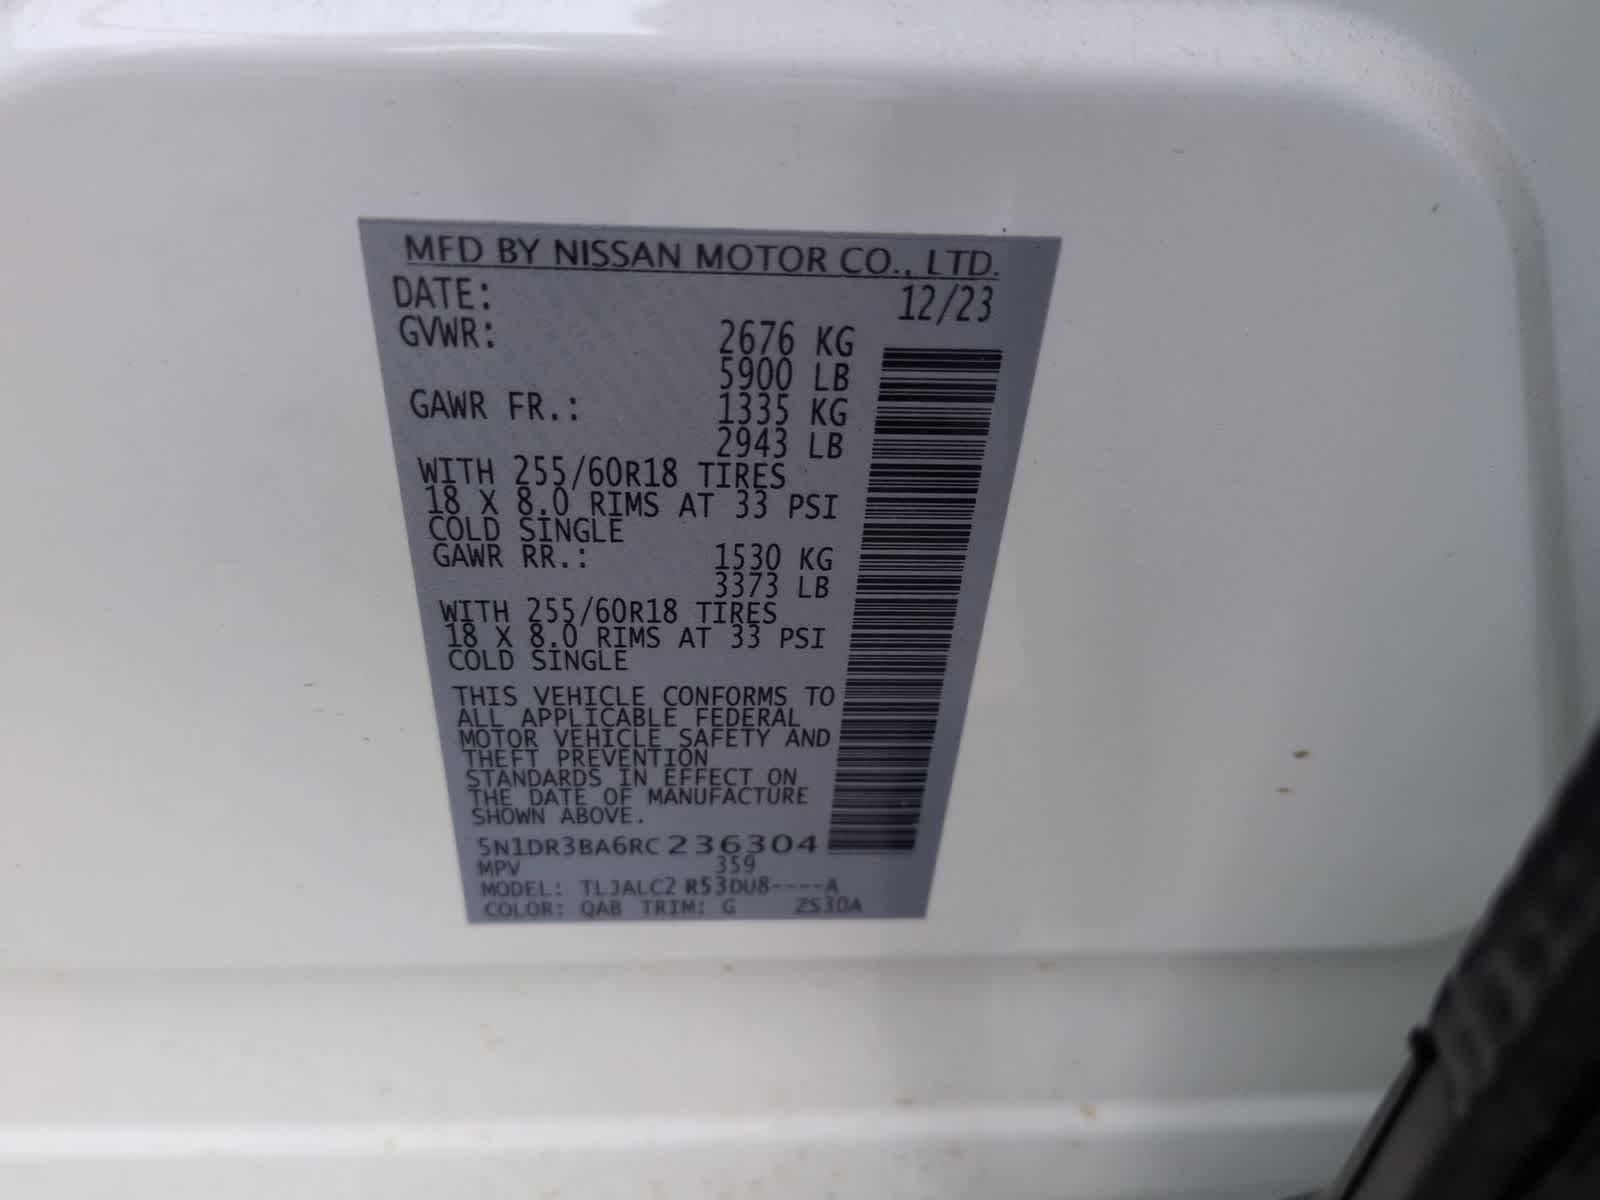 MFD BY NISSAN MOTOR CO., LTD.
DATE: 12/23
GVWR: 2676 KG
5900 LB
GAWR FR.: 1335 KG
2943 LB
WITH 255/60R18 TIRES
18 X 8.0 RIMS AT 33 PSI
COLD SINGLE
GAWR RR.: 1530 KG
3373 LB
WITH 255/60R18 TIRES
18 X 8.0 RIMS AT 33 PSI
COLD SINGLE
THIS VEHICLE CONFORMS TO
ALL APPLICABLE FEDERAL
MOTOR VEHICLE SAFETY AND
THEFT PREVENTION
STANDARDS IN EFFECT ON
THE DATE OF MANUFACTURE
SHOWN ABOVE.
5N1DR3BA6RC236304
MPV 359
MODEL: TLJALC2 R53DU8----A
COLOR: QAB TRIM: G ZS30A